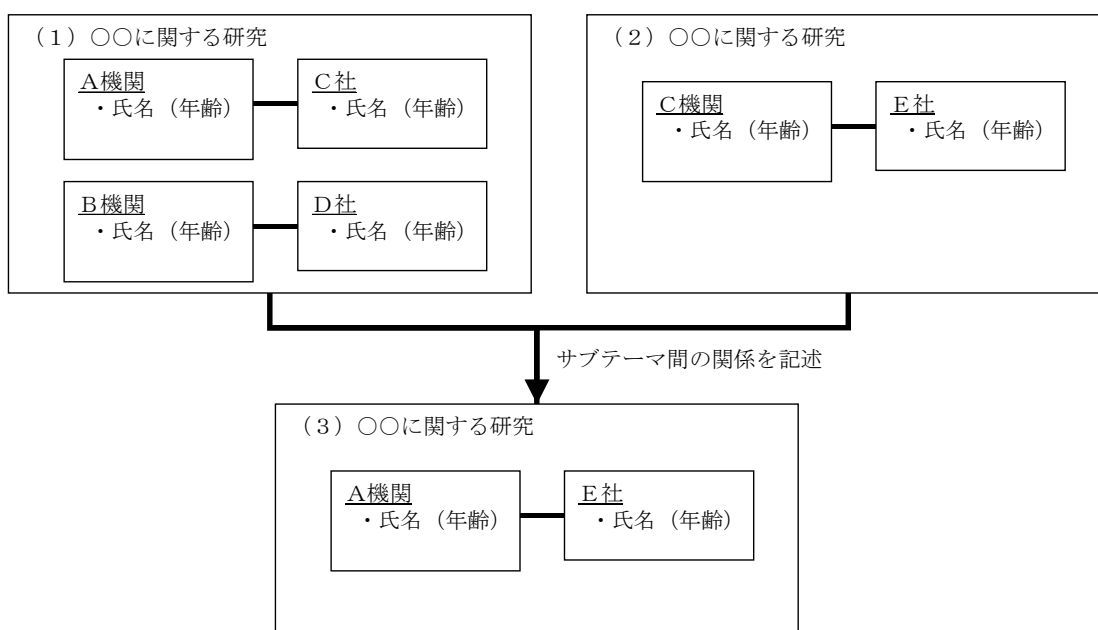 （１）○○に関する研究
Ａ機関
・氏名（年齢）
Ｃ社
・氏名（年齢）
Ｂ機関
・氏名（年齢）
Ｄ社
・氏名（年齢）
（２）○○に関する研究
Ｃ機関
・氏名（年齢）
Ｅ社
・氏名（年齢）
サブテーマ間の関係を記述
（３）○○に関する研究
Ａ機関
・氏名（年齢）
Ｅ社
・氏名（年齢）